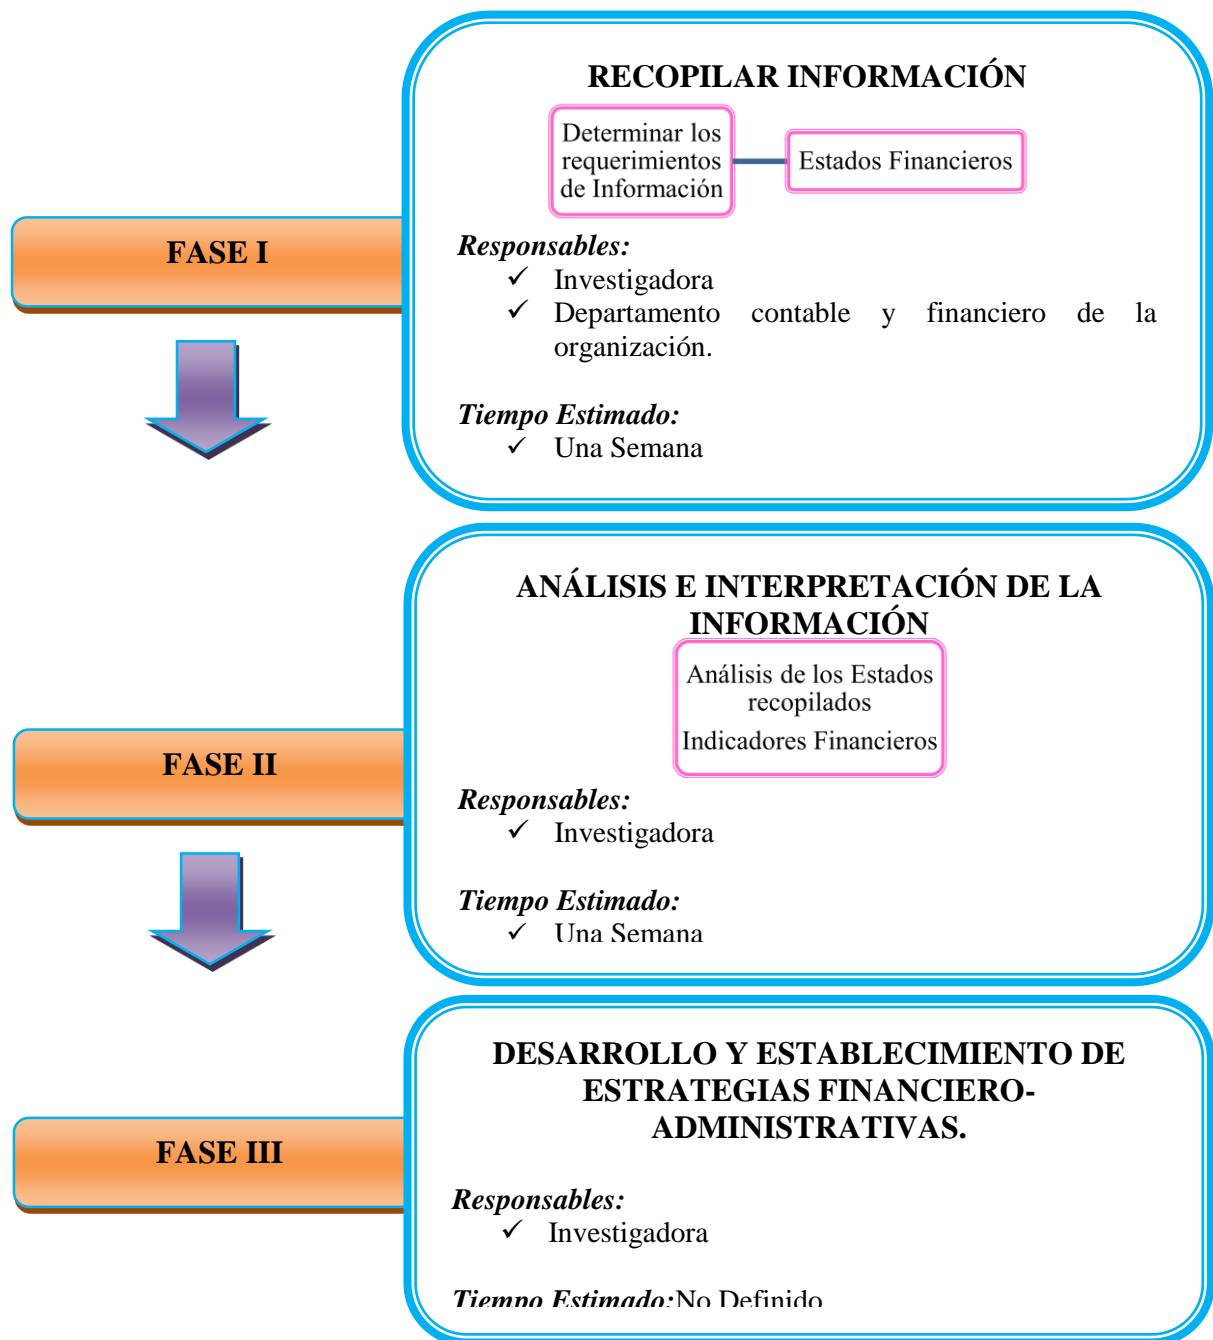 RECOPILAR INFORMACIÓN
Determinar los
requerimientos
de Información
Estados Financieros
FASE I
Responsables:
✓ Investigadora
✓ Departamento contable y financiero de la
organización.
Tiempo Estimado:
✓ Una Semana
ANÁLISIS E INTERPRETACIÓN DE LA
INFORMACIÓN
Análisis de los Estados
recopilados
Indicadores Financieros
FASE II
Responsables:
✓ Investigadora
Tiempo Estimado:
✓ Una Semana
DESARROLLO Y ESTABLECIMIENTO DE
ESTRATEGIAS FINANCIERO-
ADMINISTRATIVAS.
FASE III
Responsables:
✓ Investigadora
Tiempo Estimado:No Definido